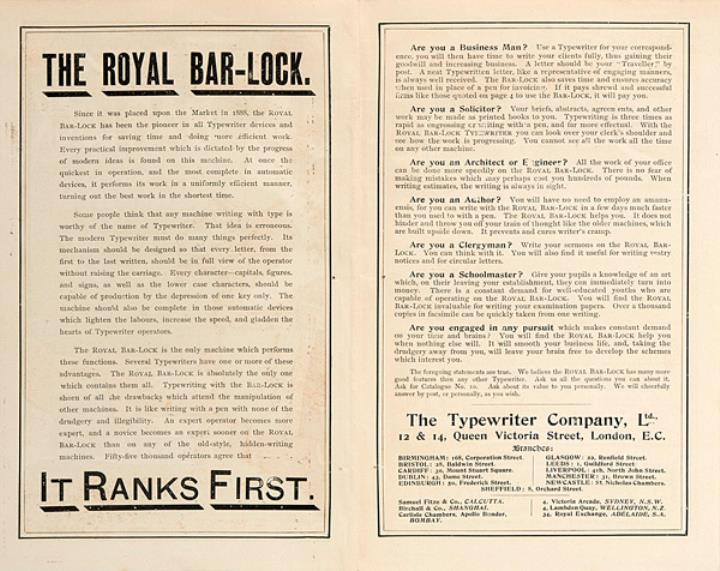 THE ROYAL BAR-LOCK.
Since it was placed upon the Market in 1888, the ROYAL
BAR-LOCK has been the pioneer in all Typewriter devices and
inventions for saving time and doing more efficient work.
Every practical improvement which is dictated by the progress
of modern ideas is found on this machine. At once the
quickest in operation, and the most complete in automatic
devices, it performs its work in a uniformly efficient manner,
turning out the best work in the shortest time.
Some people think that any machine writing with type is
worthy of the name of Typewriter. That idea is erroneous.
The modern Typewriter must do many things perfectly. Its
mechanism should be designed so that every letter, from the
first to the last written, should be in full view of the operator
without raising the carriage. Every character—capitals, figures,
and signs, as well as the lower case characters, should be
capable of production by the depression of one key only. The
machine should also be complete in those automatic devices
which lighten the labours, increase the speed, and gladden the
hearts of Typewriter operators.
The ROYAL BAR-LOCK is the only machine which performs
these functions. Several Typewriters have one or more of these
advantages. The ROYAL BAR-LOCK is absolutely the only one
which contains them all. Typewriting with the BAR-LOCK is
shorn of all the drawbacks which attend the manipulation of
other machines. It is like writing with a pen with none of the
drudgery and illegibility. An expert operator becomes more
expert, and a novice becomes an expert sooner on the ROYAL
BAR-LOCK than on any of the old-style, hidden-writing
machines. Fifty-five thousand operators agree that
IT RANKS FIRST.
Are you a Business Man? Use a Typewriter for your correspond-
ence, you will then have time to write your clients fully, thus gaining their
goodwill and increasing business. A letter should be your "Traveller," by
post. A neat Typewritten letter, like a representative of engaging manners,
is always well received. The BAR-LOCK also saves time and ensures accuracy
when used in place of a pen for invoicing. If it pays shrewd and successful
firms like those quoted on page 4 to use the BAR-LOCK, it will pay you.
Are you a Solicitor? Your briefs, abstracts, agreements, and other
work may be made as printed books to you. Typewriting is three times as
rapid as engrossing or writing with a pen, and far more effectual. With the
ROYAL BAR-LOCK TYPEWRITER you can look over your clerk's shoulder and
see how the work is progressing. You cannot see all the work all the time
on any other machine.
Are you an Architect or Engineer? All the work of your office
can be done more speedily on the ROYAL BAR-LOCK. There is no fear of
making mistakes which may perhaps cost you hundreds of pounds. When
writing estimates, the writing is always in sight.
Are you an Author? You will have no need to employ an amanu-
ensis, for you can write with the ROYAL BAR-LOCK in a few days much faster
than you used to with a pen. The ROYAL BAR-LOCK helps you. It does not
hinder and throw you off your train of thought like the older machines, which
are built upside down. It prevents and cures writer's cramp.
Are you a Clergyman? Write your sermons on the ROYAL BAR-
LOCK. You can think with it. You will also find it useful for writing vestry
notices and for circular letters.
Are you a Schoolmaster? Give your pupils a knowledge of an art
which, on their leaving your establishment, they can immediately turn into
money. There is a constant demand for well-educated youths who are
capable of operating on the ROYAL BAR-LOCK. You will find the ROYAL
BAR-LOCK invaluable for writing your examination papers. Over a thousand
copies in facsimile can be quickly taken from one writing.
Are you engaged in any pursuit which makes constant demand
on your time and brains? You will find the ROYAL BAR-LOCK help you
when nothing else will. It will smooth your business life, and, taking the
drudgery away from you, will leave your brain free to develop the schemes
which interest you.
The foregoing statements are true. We believe the ROYAL BAR-LOCK has many more
good features than any other Typewriter. Ask us all the questions you can about it.
Ask for Catalogue No. 10. Ask about its value to you personally. We will cheerfully
answer by post, or personally, as you wish.
The Typewriter Company, Ltd.,
12 & 14, Queen Victoria Street, London, E.C.
Branches:
BIRMINGHAM: 168, Corporation Street. GLASGOW: 22, Renfield Street.
BRISTOL: 28, Baldwin Street. LEEDS: 1, Guildford Street
CARDIFF: 30, Mount Stuart Square. LIVERPOOL: 41b, North John Street.
DUBLIN: 43, Dame Street. MANCHESTER: 31, Brown Street.
EDINBURGH: 50, Frederick Street. NEWCASTLE: St. Nicholas Chambers.
SHEFFIELD: 8, Orchard Street.
Samuel Fitze & Co., CALCUTTA. 4, Victoria Arcade, SYDNEY, N.S.W.
Birchall & Co., SHANGHAI. 4, Lambdon Quay, WELLINGTON, N.Z.
Carlisle Chambers, Apollo Bunder, 34, Royal Exchange, ADELAIDE, S.A.
BOMBAY.